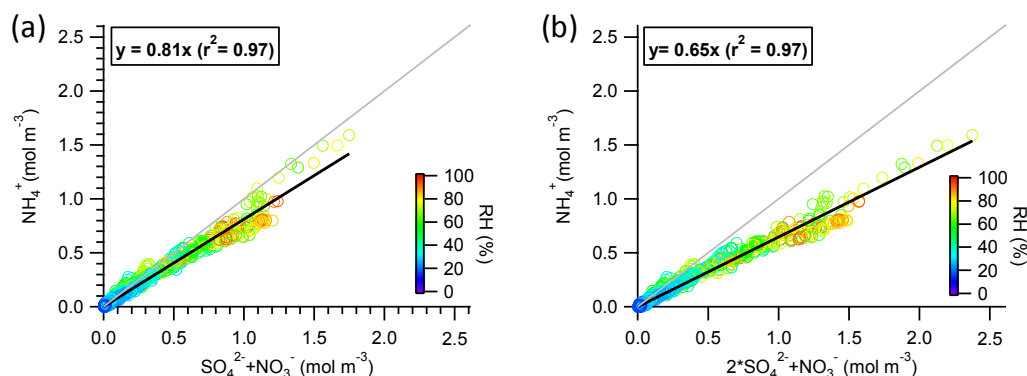 (a)
y = 0.81x (r² = 0.97)
NH₄⁺ (mol m⁻³)
2.5
2.0
1.5
1.0
0.5
0.0
0.0 0.5 1.0 1.5 2.0 2.5
SO₄²⁻+NO₃⁻ (mol m⁻³)
100
80
60
40
20
0
RH (%)
(b)
y= 0.65x (r² = 0.97)
NH₄⁺ (mol m⁻³)
2.5
2.0
1.5
1.0
0.5
0.0
0.0 0.5 1.0 1.5 2.0 2.5
2*SO₄²⁻+NO₃⁻ (mol m⁻³)
100
80
60
40
20
0
RH (%)